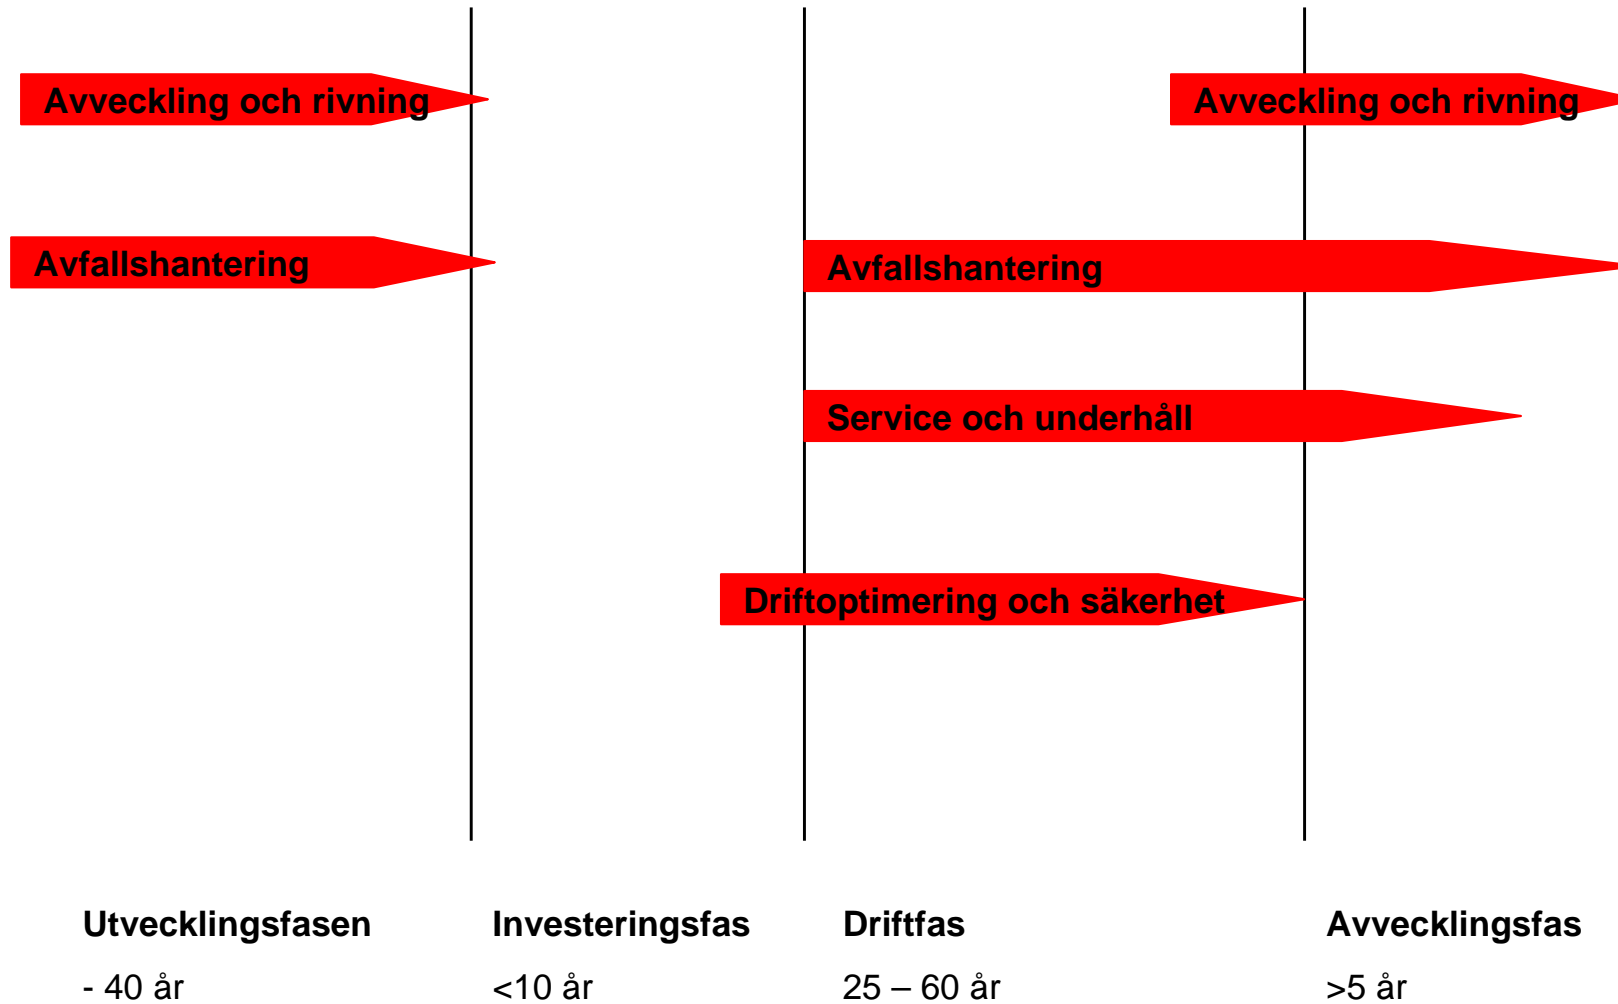 Avveckling och rivning
Avveckling och rivning
Avfallshantering
Avfallshantering
Service och underhåll
Driftoptimering och säkerhet
Utvecklingsfasen
Investeringsfas
Driftfas
Avvecklingsfas
- 40 år
<10 år
25 – 60 år
>5 år